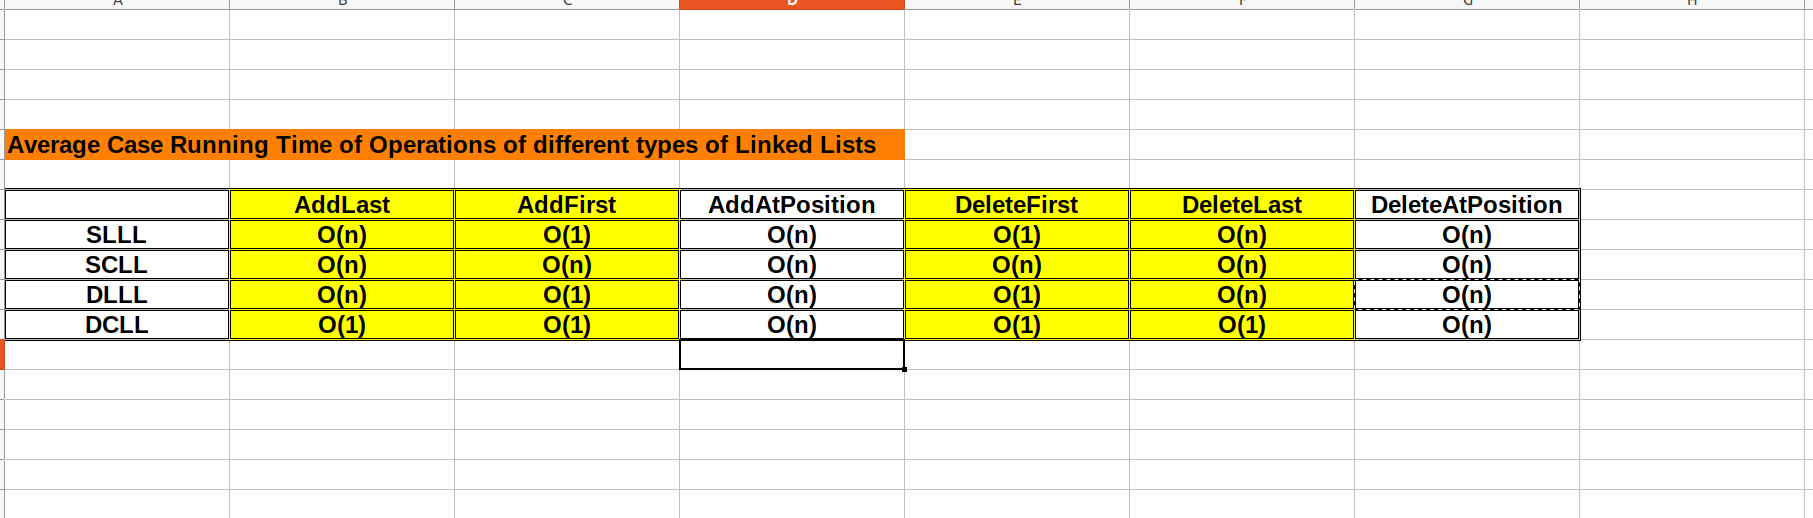 A B C D E F G H
Average Case Running Time of Operations of different types of Linked Lists
AddLast AddFirst AddAtPosition DeleteFirst DeleteLast DeleteAtPosition
SLLL O(n) O(1) O(n) O(1) O(n) O(n)
SCLL O(n) O(n) O(n) O(n) O(n) O(n)
DLLL O(n) O(1) O(n) O(1) O(n) O(n)
DCLL O(1) O(1) O(n) O(1) O(1) O(n)